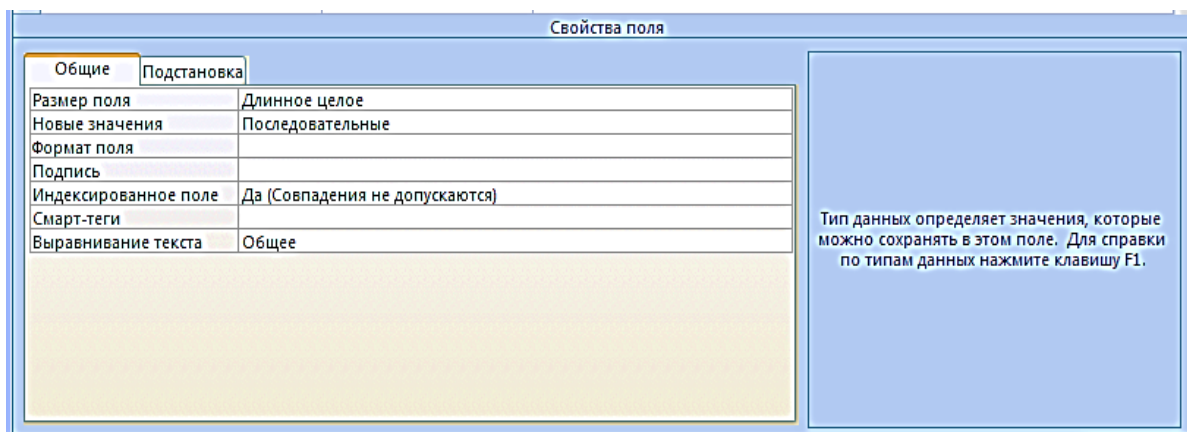 Свойства поля
Общие Подстановка
Размер поля Длинное целое
Новые значения Последовательные
Формат поля
Подпись
Индексированное поле Да (Совпадения не допускаются)
Смарт-теги
Выравнивание текста Общее
Тип данных определяет значения, которые
можно сохранять в этом поле. Для справки
по типам данных нажмите клавишу F1.